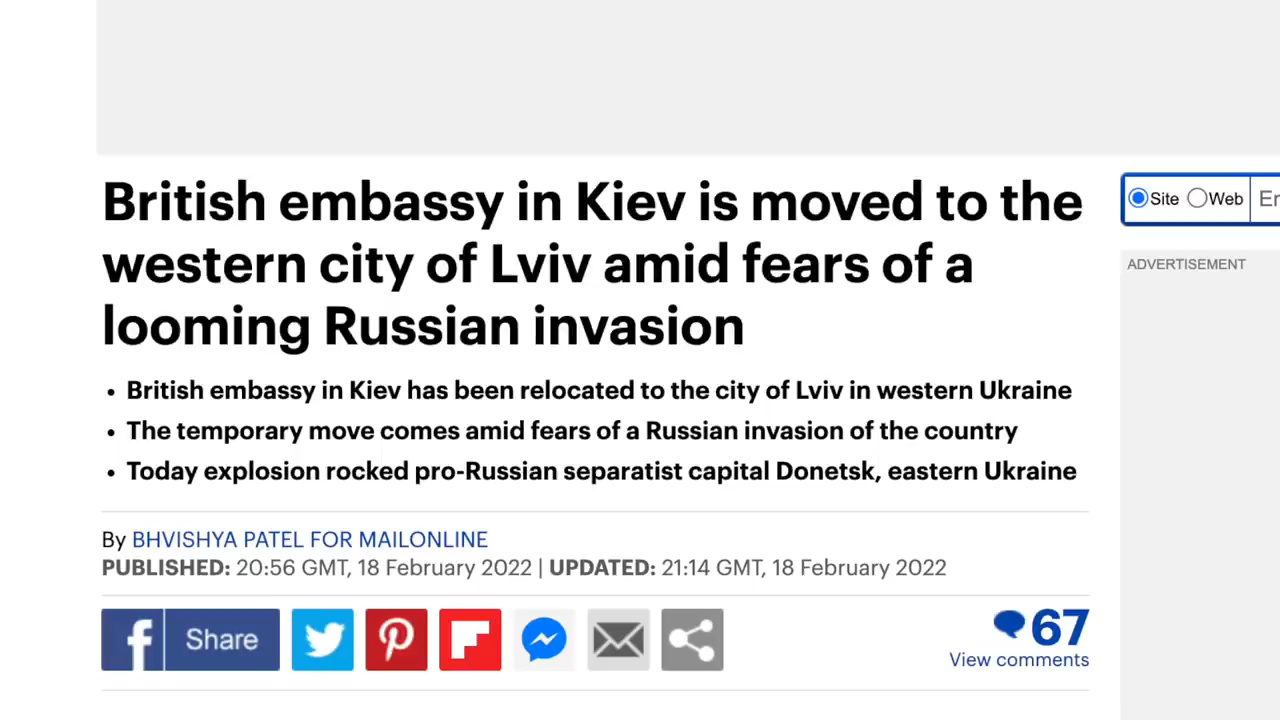 British embassy in Kiev is moved to the
western city of Lviv amid fears of a
looming Russian invasion
Site Web
ADVERTISEMENT
• British embassy in Kiev has been relocated to the city of Lviv in western Ukraine
• The temporary move comes amid fears of a Russian invasion of the country
• Today explosion rocked pro-Russian separatist capital Donetsk, eastern Ukraine
By BHVISHYA PATEL FOR MAILONLINE
PUBLISHED: 20:56 GMT, 18 February 2022 | UPDATED: 21:14 GMT, 18 February 2022
Share
67
View comments